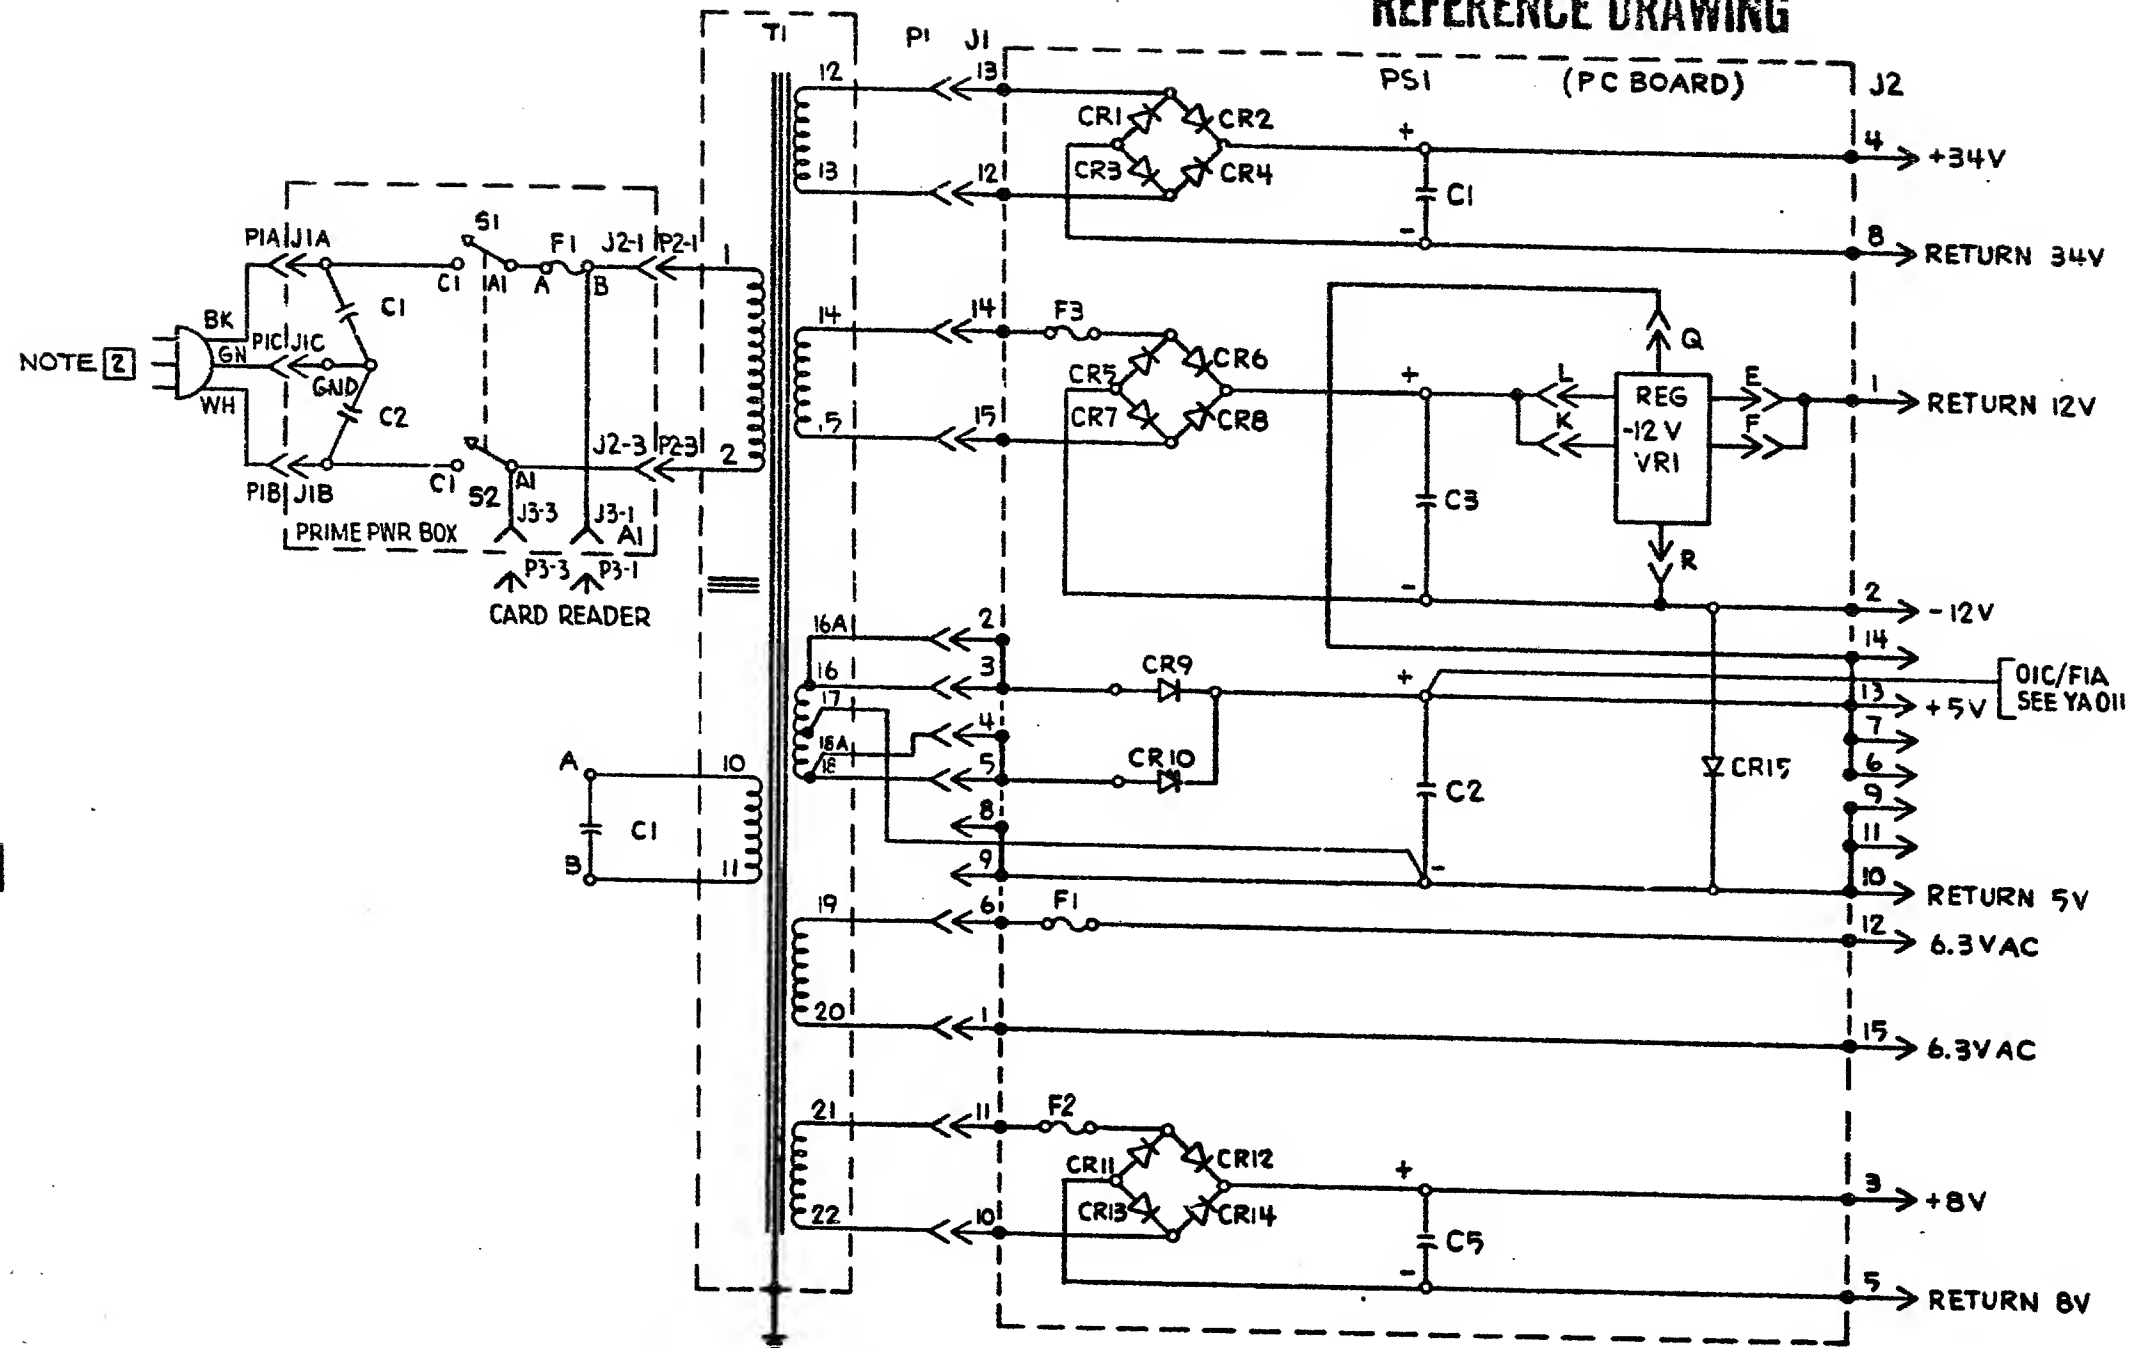 REFERENCE DRAWING
T1
P1 J1
PS1 (PC BOARD) J2
12 13
CR1 CR2
4 +34V
CR3 CR4
13 12
C1
8 RETURN 34V
S1
P1A J1A F1 J2-1 P2-1 1
C1 A1 A B
C1
BK
NOTE 2
GN P1C J1C
GND
WH
C2
14 14 F3
CR5 CR6
CR7 CR8
15 15
Q
L REG E
K -12V F
VR1
1 RETURN 12V
J2-3 P2-3 2
C1 A1
P1B J1B S2
J3-3 J3-1
PRIME PWR BOX A1
P3-3 P3-1
CARD READER
C3
R
2 -12V
16A 2
14
16 3 CR9
01C/F1A
SEE YA011
13 +5V
17
4
7
18A
18 5 CR10
6
A 10
C1
B 11
C2
CR15
8
9
9
11
10 RETURN 5V
19 6 F1
12 6.3VAC
20 1
15 6.3VAC
21 11 F2
CR11 CR12
CR13 CR14
3 +8V
22 10
C5
5 RETURN 8V
+
-
+
-
+
-
+
-